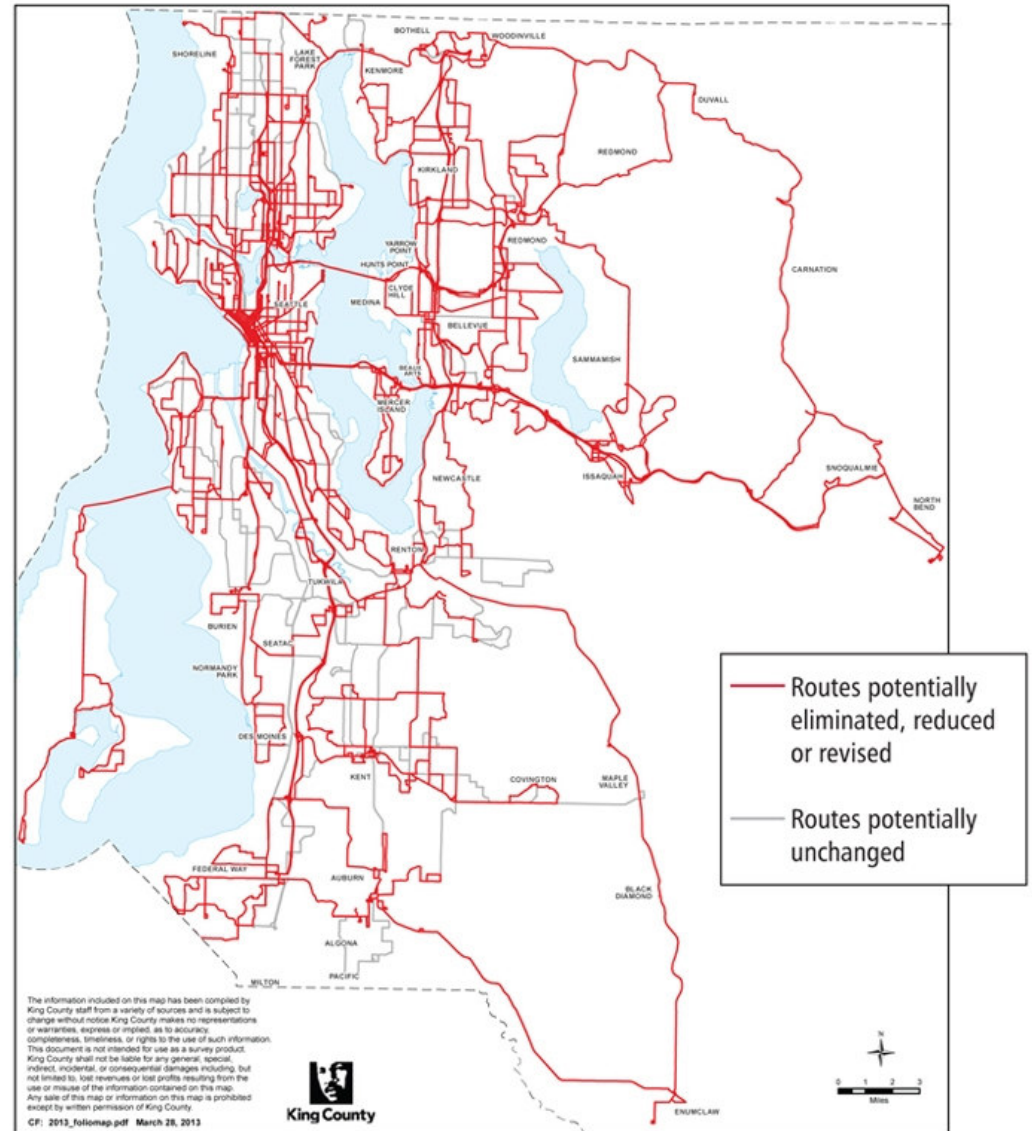 BOTHELL
WOODINVILLE
SHORELINE
LAKE
FOREST
PARK
KENMORE
DUVALL
REDMOND
KIRKLAND
YARROW
POINT
REDMOND
HUNTS POINT
CARNATION
CLYDE
HILL
MEDINA
SEATTLE
BELLEVUE
SAMMAMISH
BEAUX
ARTS
MERCER
ISLAND
SNOQUALMIE
ISSAQUAH
NEWCASTLE
NORTH
BEND
RENTON
TUKWILA
BURIEN
SEATAC
NORMANDY
PARK
DES MOINES
KENT
COVINGTON
MAPLE
VALLEY
FEDERAL WAY
AUBURN
BLACK
DIAMOND
ALGONA
PACIFIC
MILTON
ENUMCLAW
Routes potentially
eliminated, reduced
or revised
Routes potentially
unchanged
The information included on this map has been compiled by
King County staff from a variety of sources and is subject to
change without notice.King County makes no representations
or warranties, express or implied, as to accuracy,
completeness, timeliness, or rights to the use of such information.
This document is not intended for use as a survey product.
King County shall not be liable for any general, special,
indirect, incidental, or consequential damages including, but
not limited to, lost revenues or lost profits resulting from the
use or misuse of the information contained on this map.
Any sale of this map or information on this map is prohibited
except by written permission of King County.
CF: 2013_foliomap.pdf March 28, 2013
King County
N
0 1 2 3
Miles